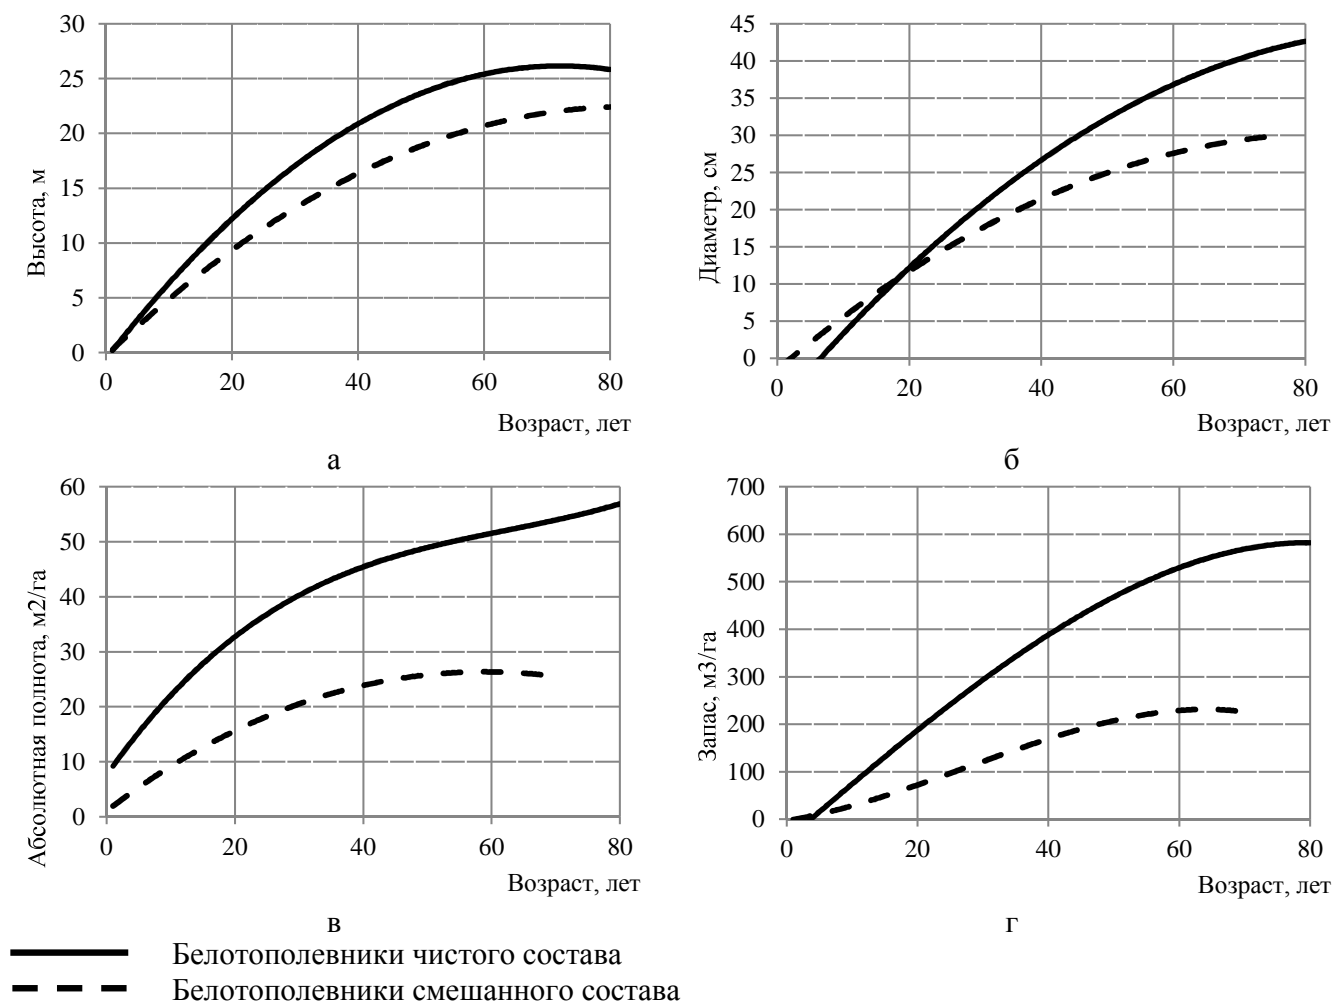 30
25
20
15
10
5
0
0 20 40 60 80
Высота, м
Возраст, лет
а
45
40
35
30
25
20
15
10
5
0
0 20 40 60 80
Диаметр, см
Возраст, лет
б
60
50
40
30
20
10
0
0 20 40 60 80
Абсолютная полнота, м2/га
Возраст, лет
в
700
600
500
400
300
200
100
0
0 20 40 60 80
Запас, м3/га
Возраст, лет
г
Белотополевники чистого состава
Белотополевники смешанного состава